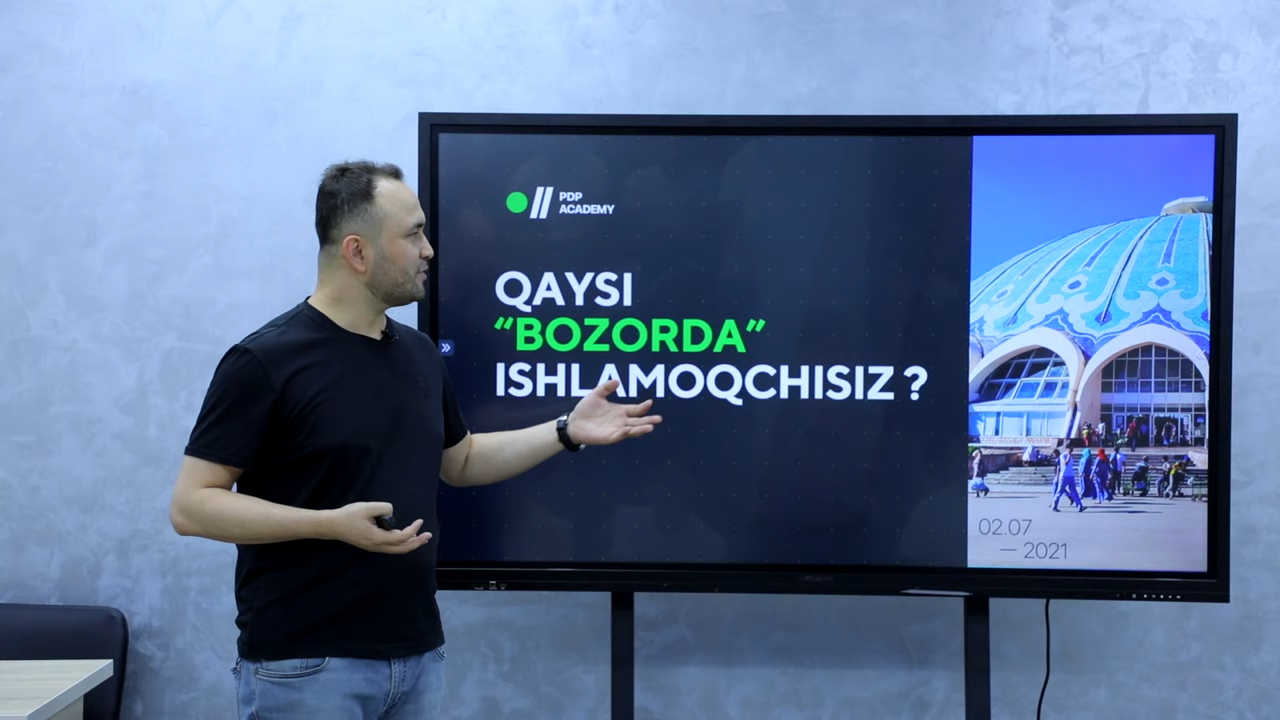 PDP
ACADEMY
QAYSI
“BOZORDA”
ISHLAMOQCHISIZ ?
02.07
— 2021